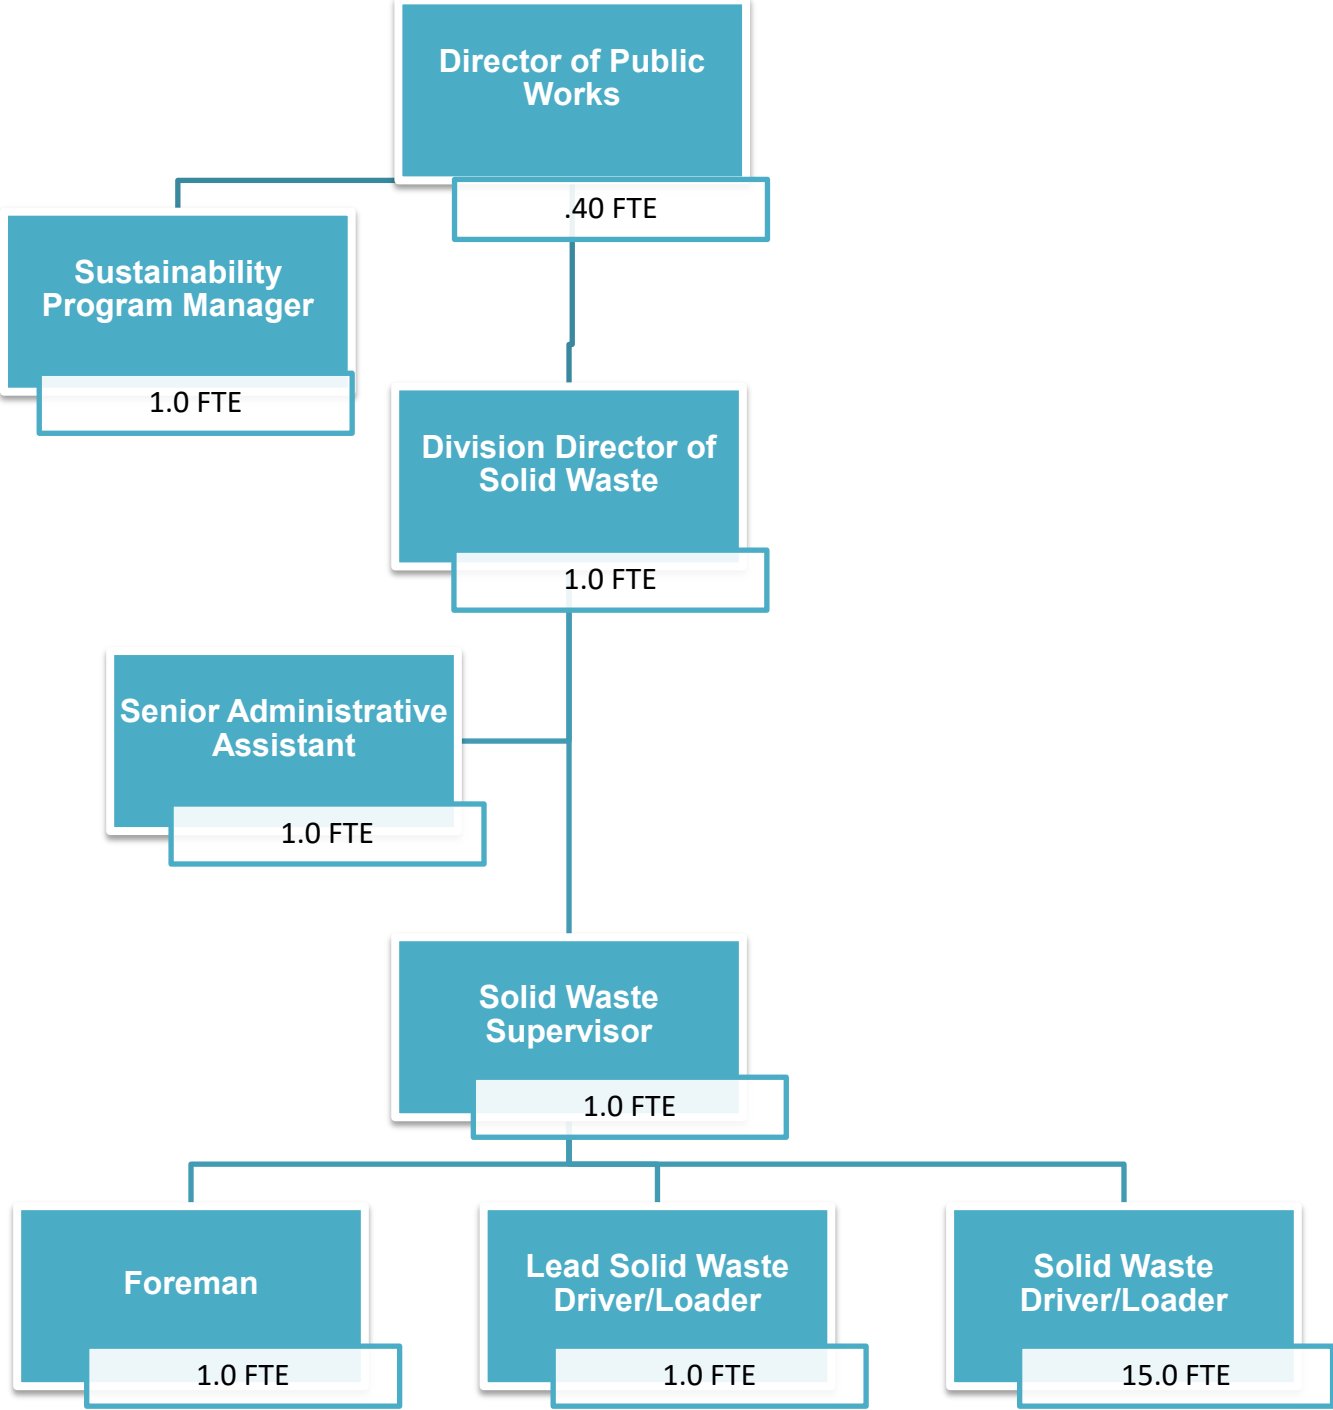 Director of Public
Works
.40 FTE
Sustainability
Program Manager
1.0 FTE
Division Director of
Solid Waste
1.0 FTE
Senior Administrative
Assistant
1.0 FTE
Solid Waste
Supervisor
1.0 FTE
Foreman
1.0 FTE
Lead Solid Waste
Driver/Loader
1.0 FTE
Solid Waste
Driver/Loader
15.0 FTE